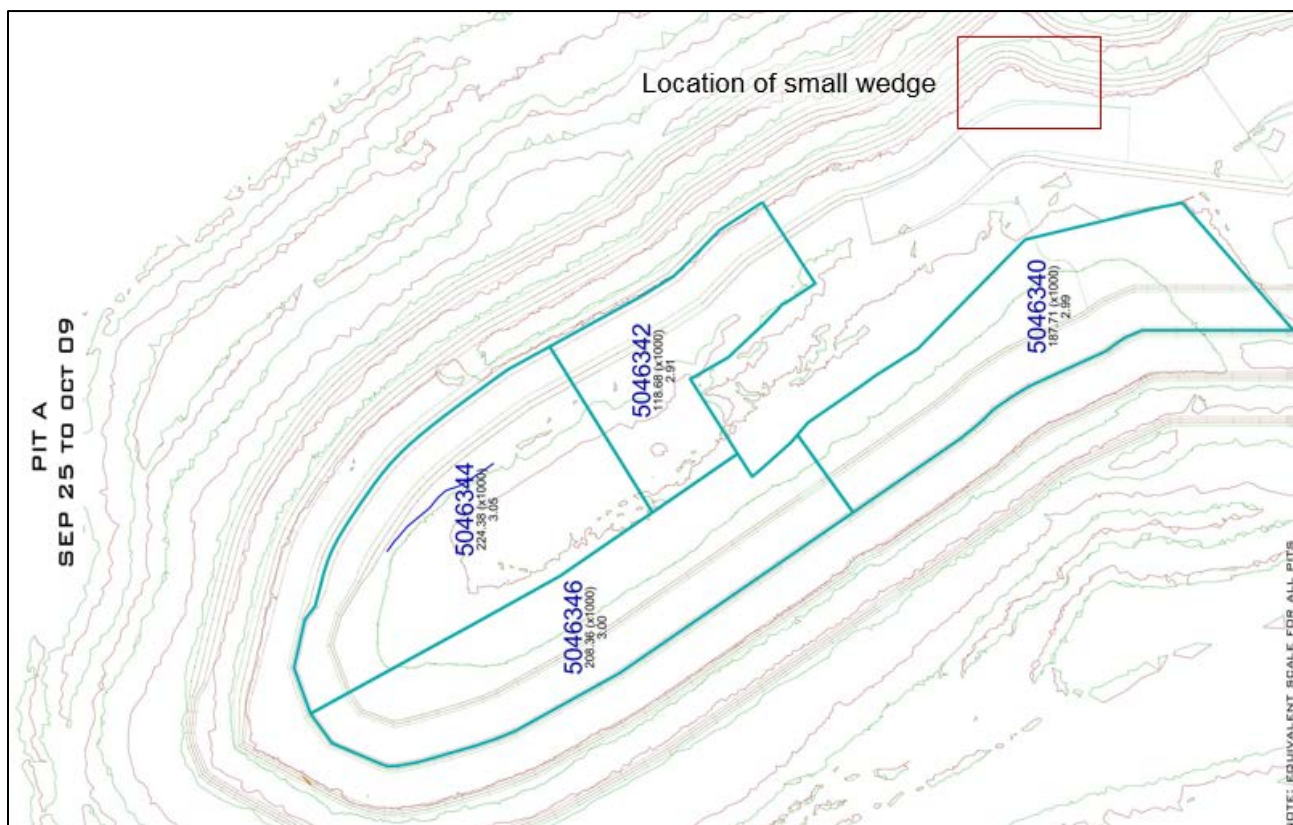 Location of small wedge
PIT A
SEP 25 TO OCT 09
5046340
187.71 (x1000)
2.99
5046342
118.68 (x1000)
2.91
5046344
224.38 (x1000)
3.05
5046346
208.36 (x1000)
3.00
NOTE: EQUIVALENT SCALE FOR ALL PITS